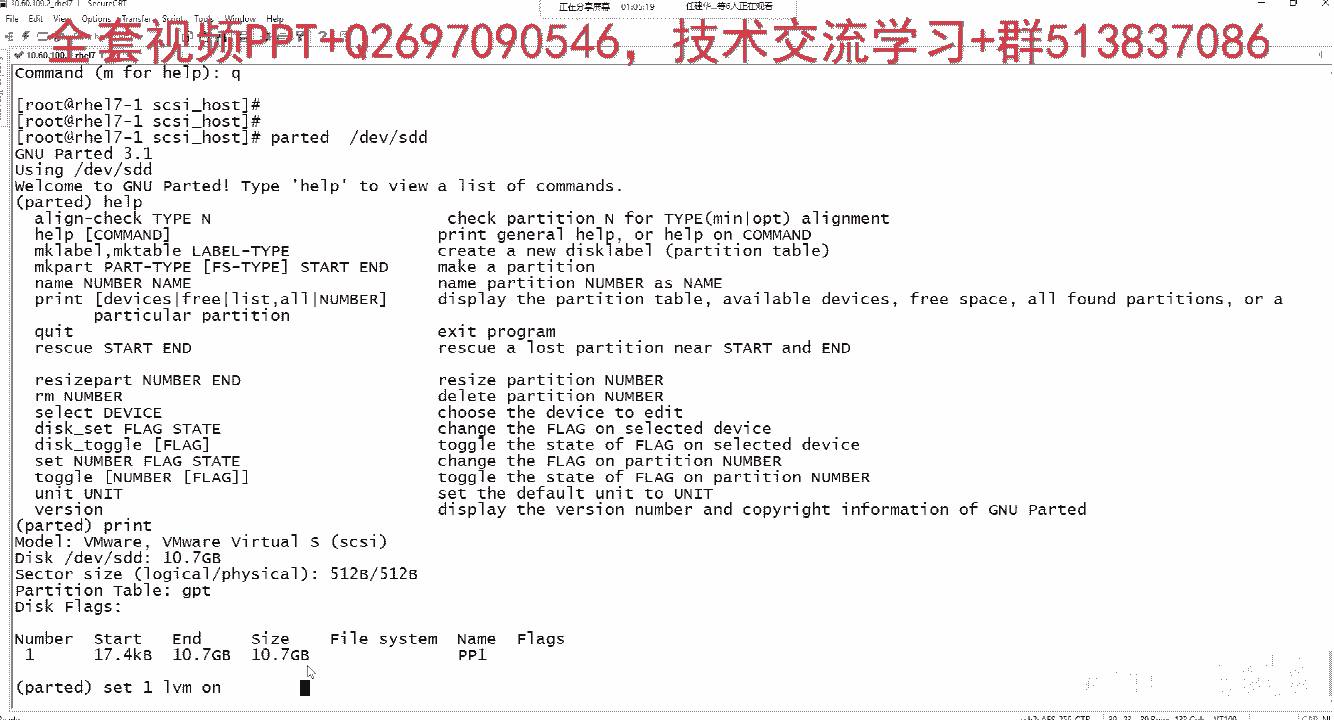 10.60.109.2_rhel7 - SecureCRT
正在分享屏幕 01:05:19
File Edit View Options Transfer Script Tools Window Help
全套视频PPT+Q2697090546，技术交流学习+群513837086
Command (m for help): q
[root@rhel7-1 scsi_host]#
[root@rhel7-1 scsi_host]#
[root@rhel7-1 scsi_host]# parted  /dev/sdd
GNU Parted 3.1
Using /dev/sdd
Welcome to GNU Parted! Type 'help' to view a list of commands.
(parted) help
align-check TYPE N check partition N for TYPE(min|opt) alignment
help [COMMAND] print general help, or help on COMMAND
mklabel,mktable LABEL-TYPE create a new disklabel (partition table)
mkpart PART-TYPE [FS-TYPE] START END make a partition
name NUMBER NAME name partition NUMBER as NAME
print [devices|free|list,all|NUMBER] display the partition table, available devices, free space, all found partitions, or a
particular partition
quit exit program
rescue START END rescue a lost partition near START and END
resizepart NUMBER END resize partition NUMBER
rm NUMBER delete partition NUMBER
select DEVICE choose the device to edit
disk_set FLAG STATE change the FLAG on selected device
disk_toggle [FLAG] toggle the state of FLAG on selected device
set NUMBER FLAG STATE change the FLAG on partition NUMBER
toggle [NUMBER [FLAG]] toggle the state of FLAG on partition NUMBER
unit UNIT set the default unit to UNIT
version display the version number and copyright information of GNU Parted
(parted) print
Model: VMware, VMware Virtual S (scsi)
Disk /dev/sdd: 10.7GB
Sector size (logical/physical): 512B/512B
Partition Table: gpt
Disk Flags:
Number Start End Size File system Name Flags
1 17.4kB 10.7GB 10.7GB PPI
(parted) set 1 lvm on